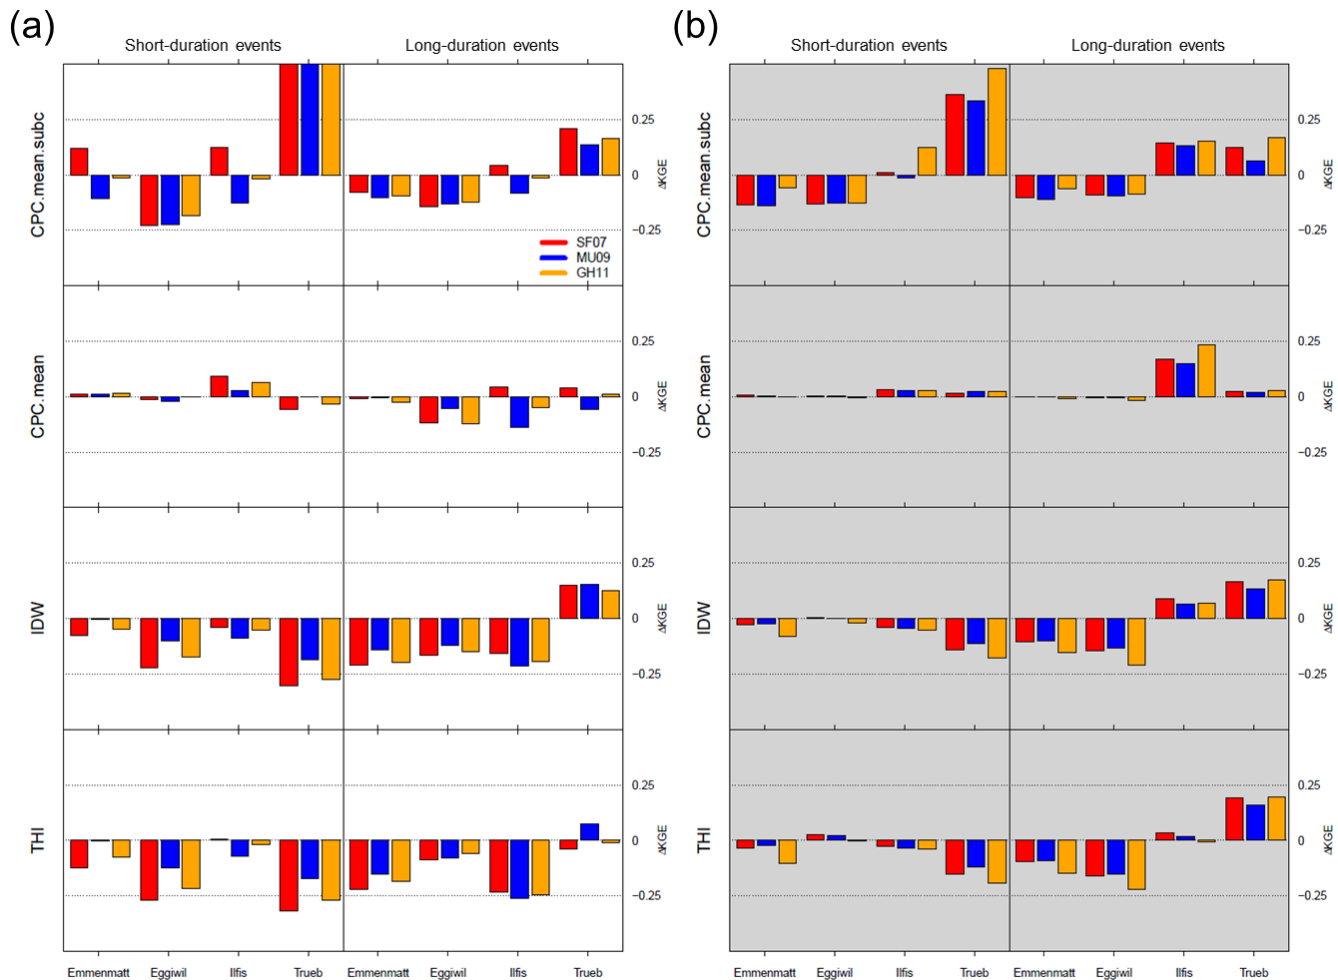 (a)
Short-duration events Long-duration events
CPC.mean.subc
0.25
0
ΔKGE
−0.25
SF07
MU09
GH11
CPC.mean
0.25
0
ΔKGE
−0.25
IDW
0.25
0
ΔKGE
−0.25
THI
0.25
0
ΔKGE
−0.25
Emmenmatt Eggiwil Ilfis Trueb Emmenmatt Eggiwil Ilfis Trueb
(b)
Short-duration events Long-duration events
CPC.mean.subc
0.25
0
ΔKGE
−0.25
CPC.mean
0.25
0
ΔKGE
−0.25
IDW
0.25
0
ΔKGE
−0.25
THI
0.25
0
ΔKGE
−0.25
Emmenmatt Eggiwil Ilfis Trueb Emmenmatt Eggiwil Ilfis Trueb